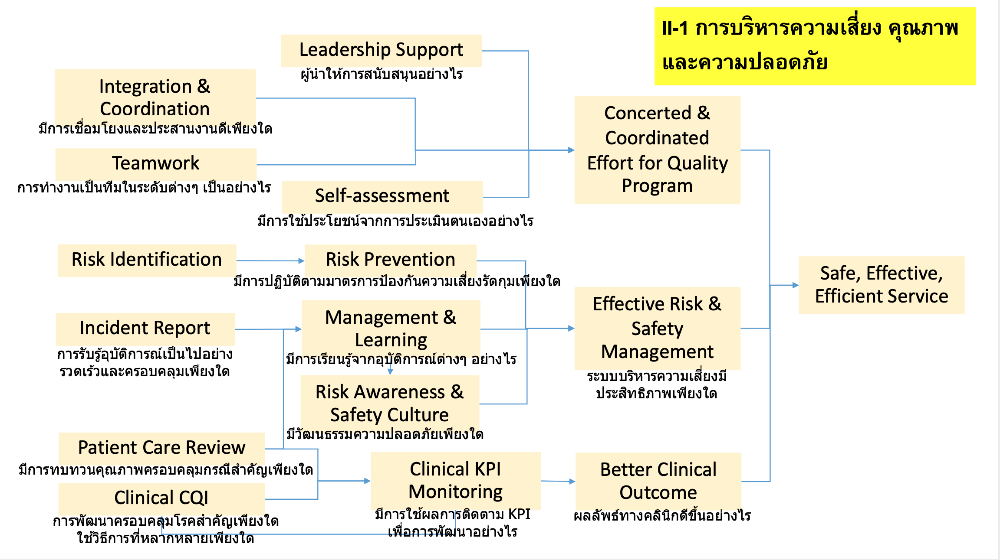 II-1 การบริหารความเสี่ยง คุณภาพ
และความปลอดภัย
Leadership Support
ผู้นำให้การสนับสนุนอย่างไร
Integration &
Coordination
มีการเชื่อมโยงและประสานงานดีเพียงใด
Teamwork
การทำงานเป็นทีมในระดับต่างๆ เป็นอย่างไร
Self-assessment
มีการใช้ประโยชน์จากการประเมินตนเองอย่างไร
Concerted &
Coordinated
Effort for Quality
Program
Risk Identification
Risk Prevention
มีการปฏิบัติตามมาตรการป้องกันความเสี่ยงรัดกุมเพียงใด
Incident Report
การรับรู้อุบัติการณ์เป็นไปอย่าง
รวดเร้วและครอบคลุมเพียงใด
Management &
Learning
มีการเรียนรู้จากอุบัติการณ์ต่างๆ อย่างไร
Risk Awareness &
Safety Culture
มีวัฒนธรรมความปลอดภัยเพียงใด
Effective Risk &
Safety
Management
ระบบบริหารความเสี่ยงมี
ประสิทธิภาพเพียงใด
Safe, Effective,
Efficient Service
Patient Care Review
มีการทบทวนคุณภาพครอบคลุมกรณีสำคัญเพียงใด
Clinical CQI
การพัฒนาครอบคลุมโรคสำคัญเพียงใด
ใช้วิธีการที่หลากหลายเพียงใด
Clinical KPI
Monitoring
มีการใช้ผลการติดตาม KPI
เพื่อการพัฒนาอย่างไร
Better Clinical
Outcome
ผลลัพธ์ทางคลินิกดีขึ้นอย่างไร